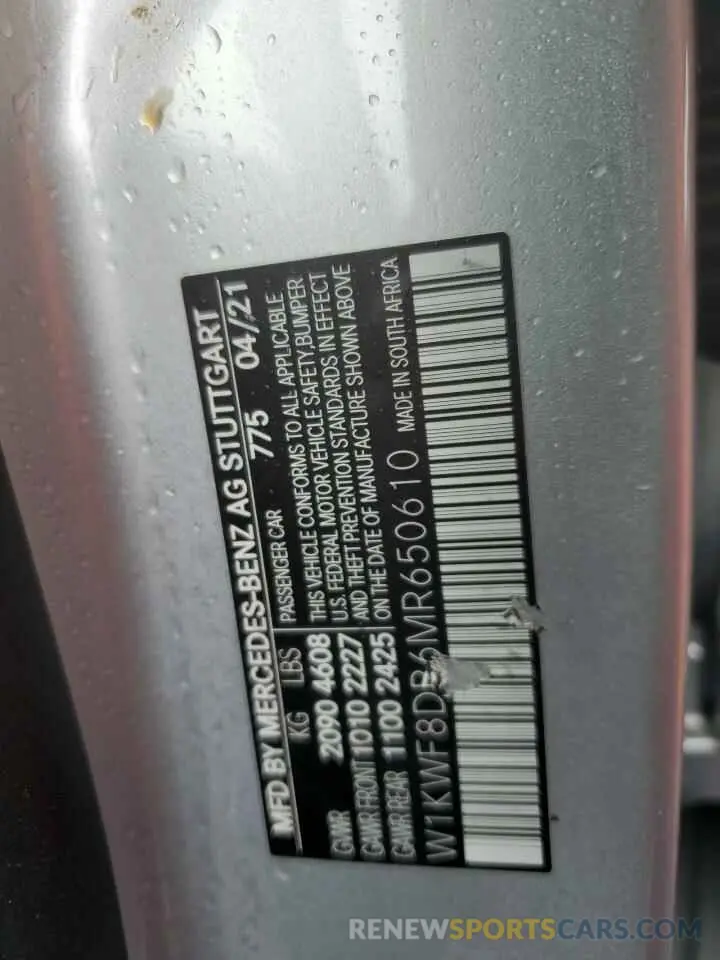 MFD BY MERCEDES-BENZ AG STUTTGART
KG LBS 775 04/21
GVWR 2090 4608
GAWR FRONT 1010 2227
GAWR REAR 1100 2425
PASSENGER CAR
THIS VEHICLE CONFORMS TO ALL APPLICABLE
U.S. FEDERAL MOTOR VEHICLE SAFETY,BUMPER
AND THEFT PREVENTION STANDARDS IN EFFECT
ON THE DATE OF MANUFACTURE SHOWN ABOVE
W1KWF8DB6MR650610 MADE IN SOUTH AFRICA
RENEWSPORTSCARS.COM